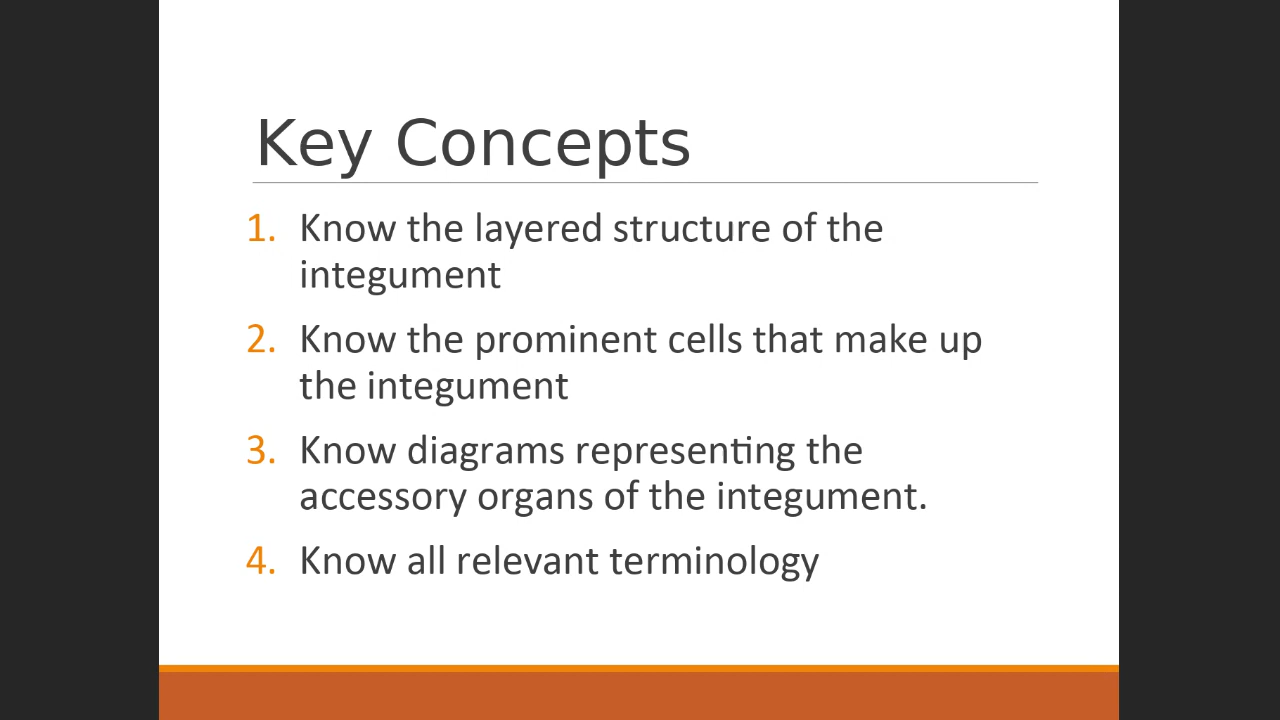 Key Concepts
1. Know the layered structure of the
integument
2. Know the prominent cells that make up
the integument
3. Know diagrams representing the
accessory organs of the integument.
4. Know all relevant terminology